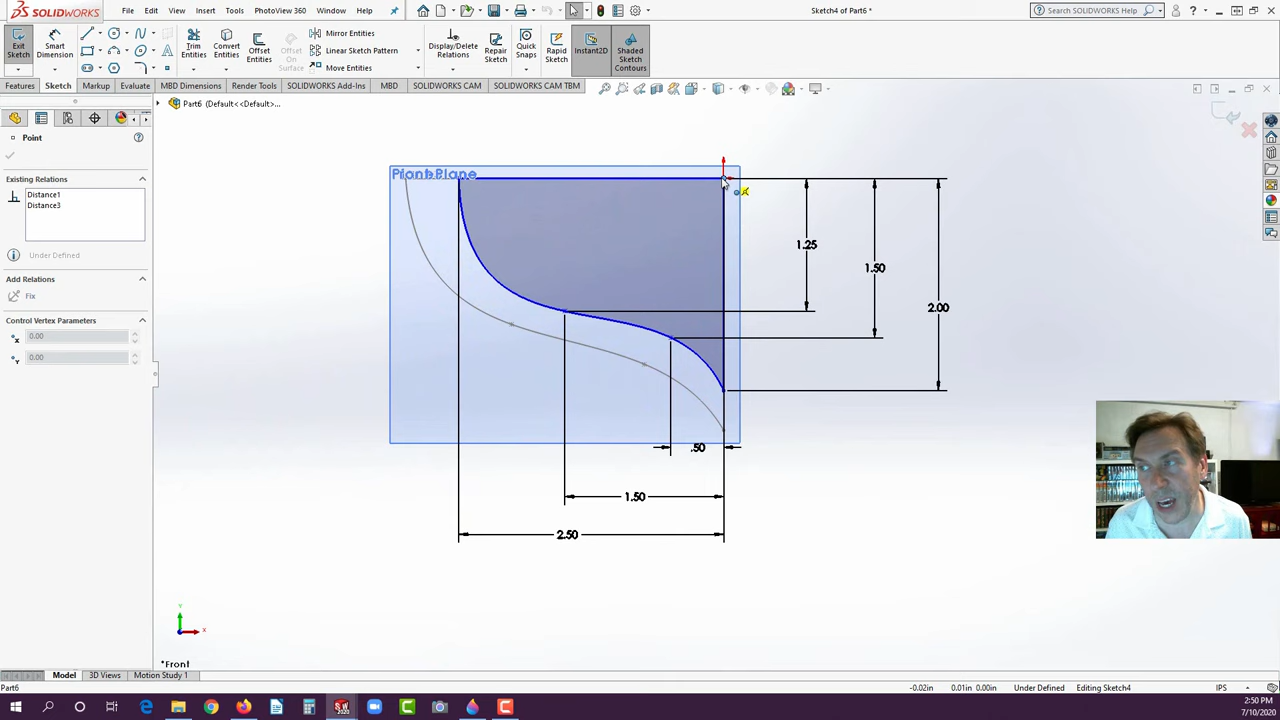 SOLIDWORKS
File Edit View Insert Tools PhotoView 360 Window Help
Sketch4 of Part6 *
Search SOLIDWORKS Help
Exit Sketch
Smart Dimension
Trim Entities
Convert Entities
Offset Entities
Offset On Surface
Mirror Entities
Linear Sketch Pattern
Move Entities
Display/Delete Relations
Repair Sketch
Quick Snaps
Rapid Sketch
Instant2D
Shaded Sketch Contours
Features Sketch Markup Evaluate MBD Dimensions Render Tools SOLIDWORKS Add-Ins MBD SOLIDWORKS CAM SOLIDWORKS CAM TBM
Part6 (Default<<Default>...
Point
Existing Relations
Distance1
Distance3
Under Defined
Add Relations
Fix
Control Vertex Parameters
0.00
0.00
1.25
1.50
2.00
.50
1.50
2.50
Y
X
*Front
Model 3D Views Motion Study 1
Part6
-0.02in 0.01in 0.00in Under Defined Editing Sketch4 IPS
2:50 PM
7/10/2020